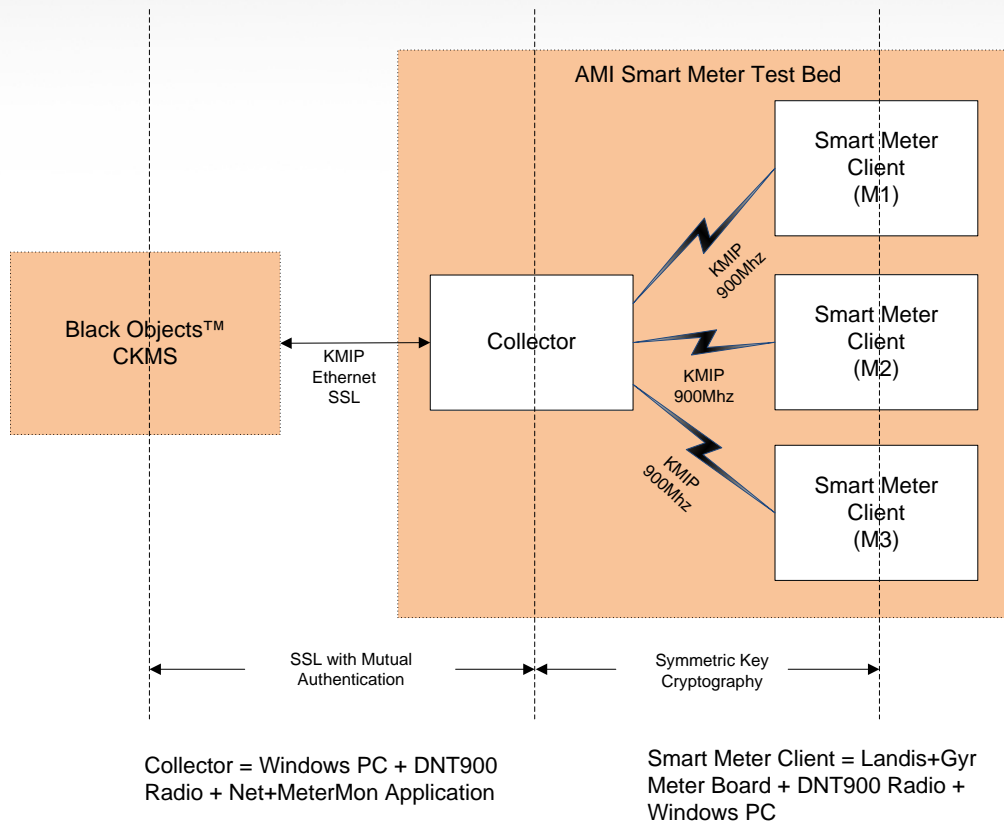 AMI Smart Meter Test Bed
Smart Meter
Client
(M1)
KMIP
900Mhz
Black Objects™
CKMS
KMIP
Ethernet
SSL
Collector
KMIP
900Mhz
Smart Meter
Client
(M2)
KMIP
900Mhz
Smart Meter
Client
(M3)
SSL with Mutual
Authentication
Symmetric Key
Cryptography
Collector = Windows PC + DNT900
Radio + Net+MeterMon Application
Smart Meter Client = Landis+Gyr
Meter Board + DNT900 Radio +
Windows PC